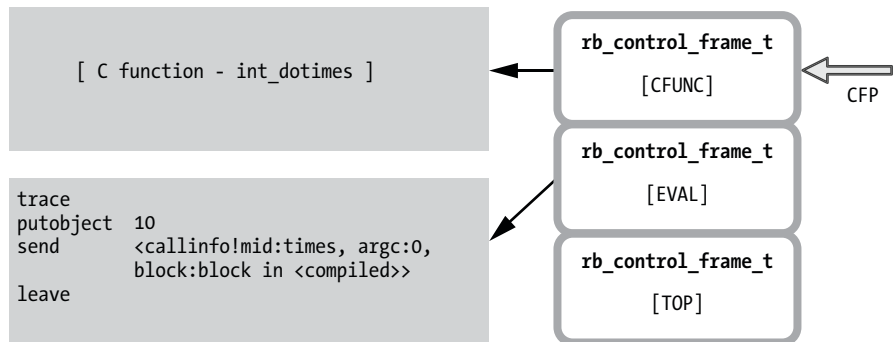 [ C function - int_dotimes ]
rb_control_frame_t
[CFUNC]
CFP
trace
putobject  10
send       <callinfo!mid:times, argc:0,
           block:block in <compiled>>
leave
rb_control_frame_t
[EVAL]
rb_control_frame_t
[TOP]